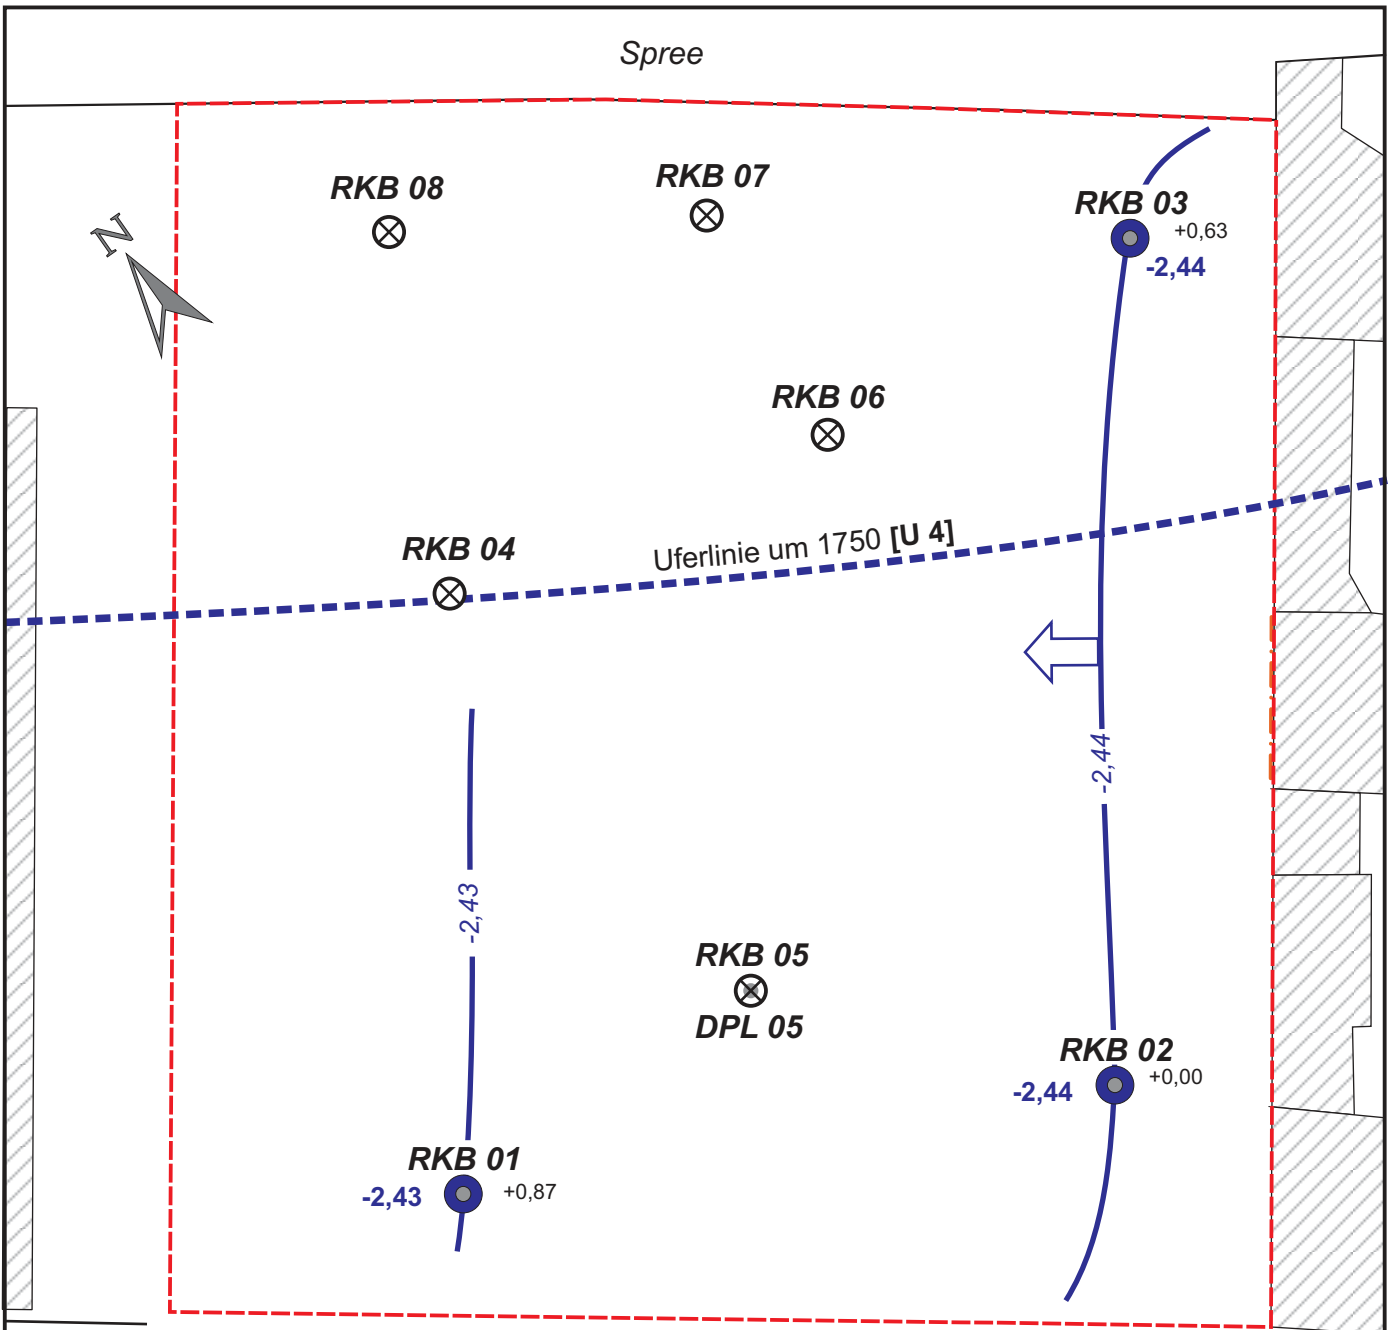 Spree
RKB 08
RKB 07
RKB 03
+0,63
-2,44
N
RKB 06
Uferlinie um 1750 [U 4]
RKB 04
-2,44
-2,43
RKB 05
DPL 05
RKB 02
+0,00
-2,44
RKB 01
-2,43
+0,87